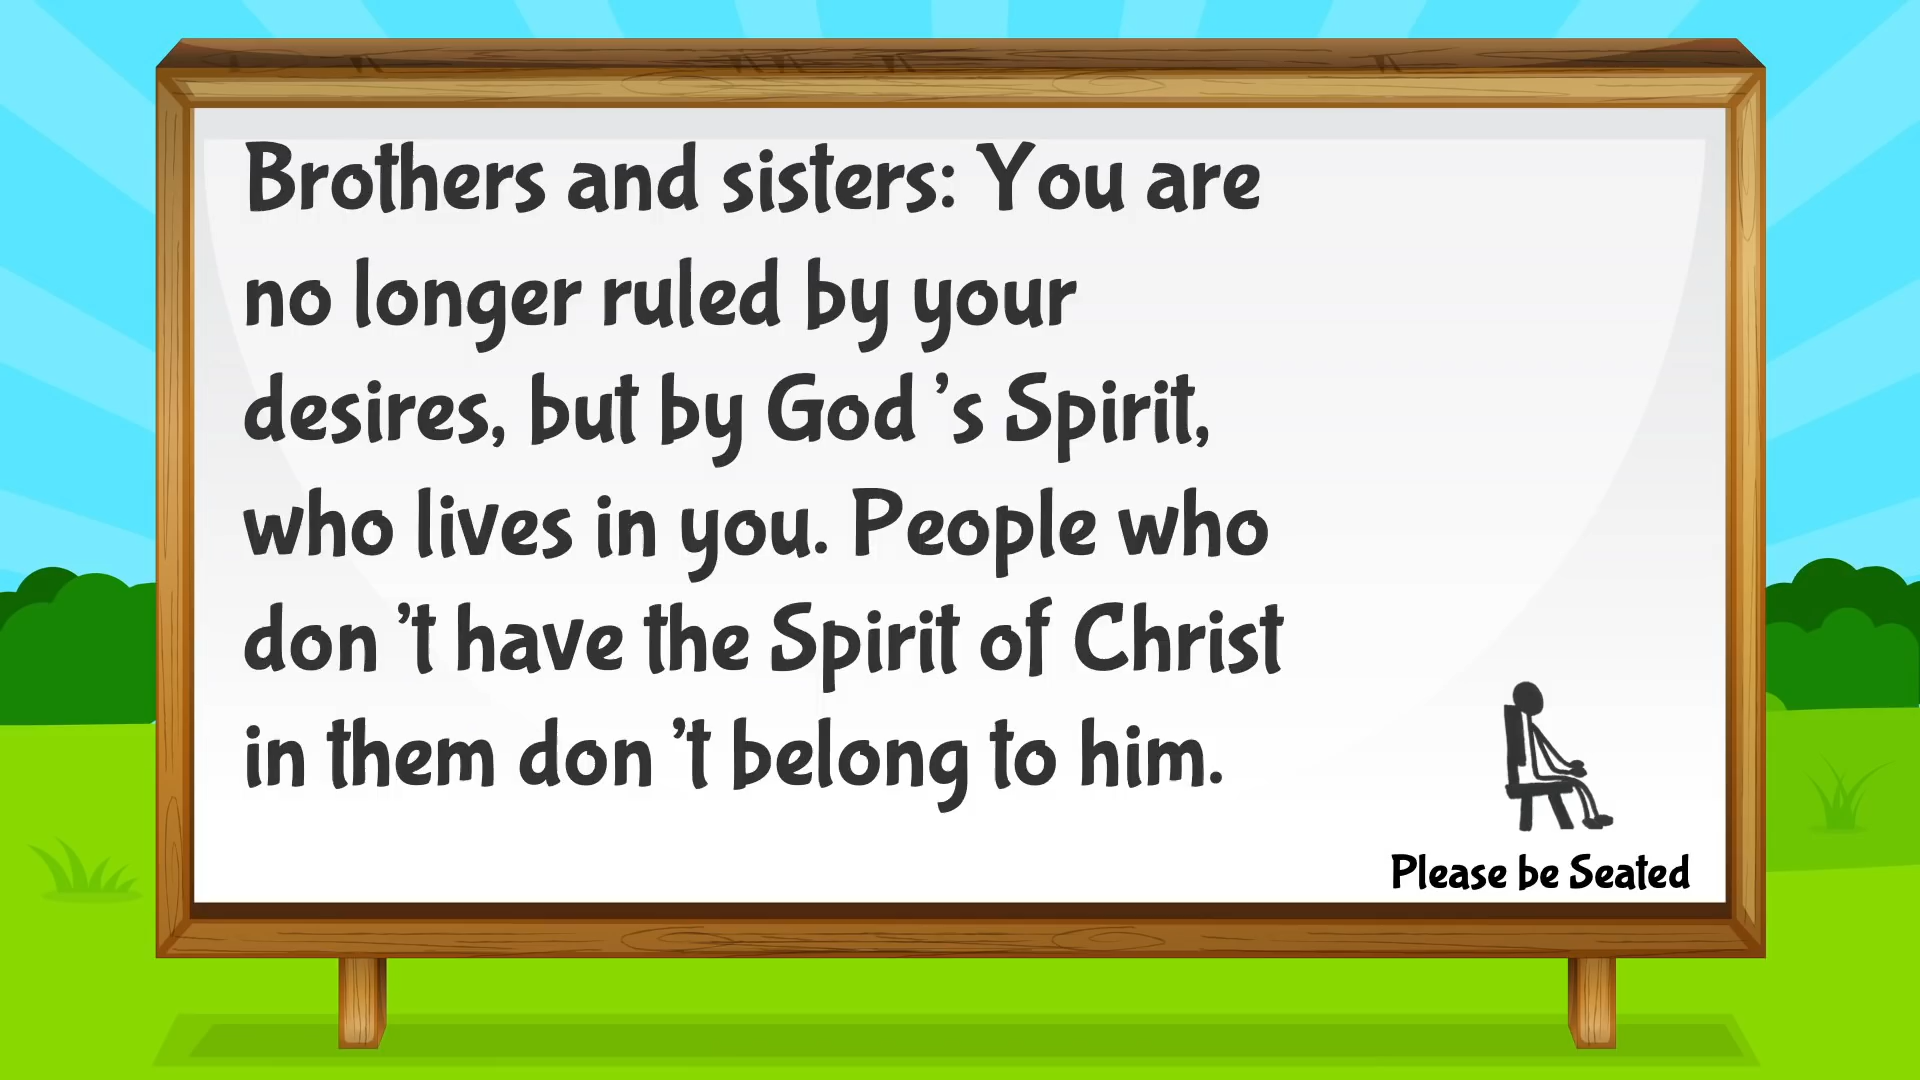 Brothers and sisters: You are
no longer ruled by your
desires, but by God ’s Spirit,
who lives in you. People who
don ’t have the Spirit of Christ
in them don ’t belong to him.
Please be Seated